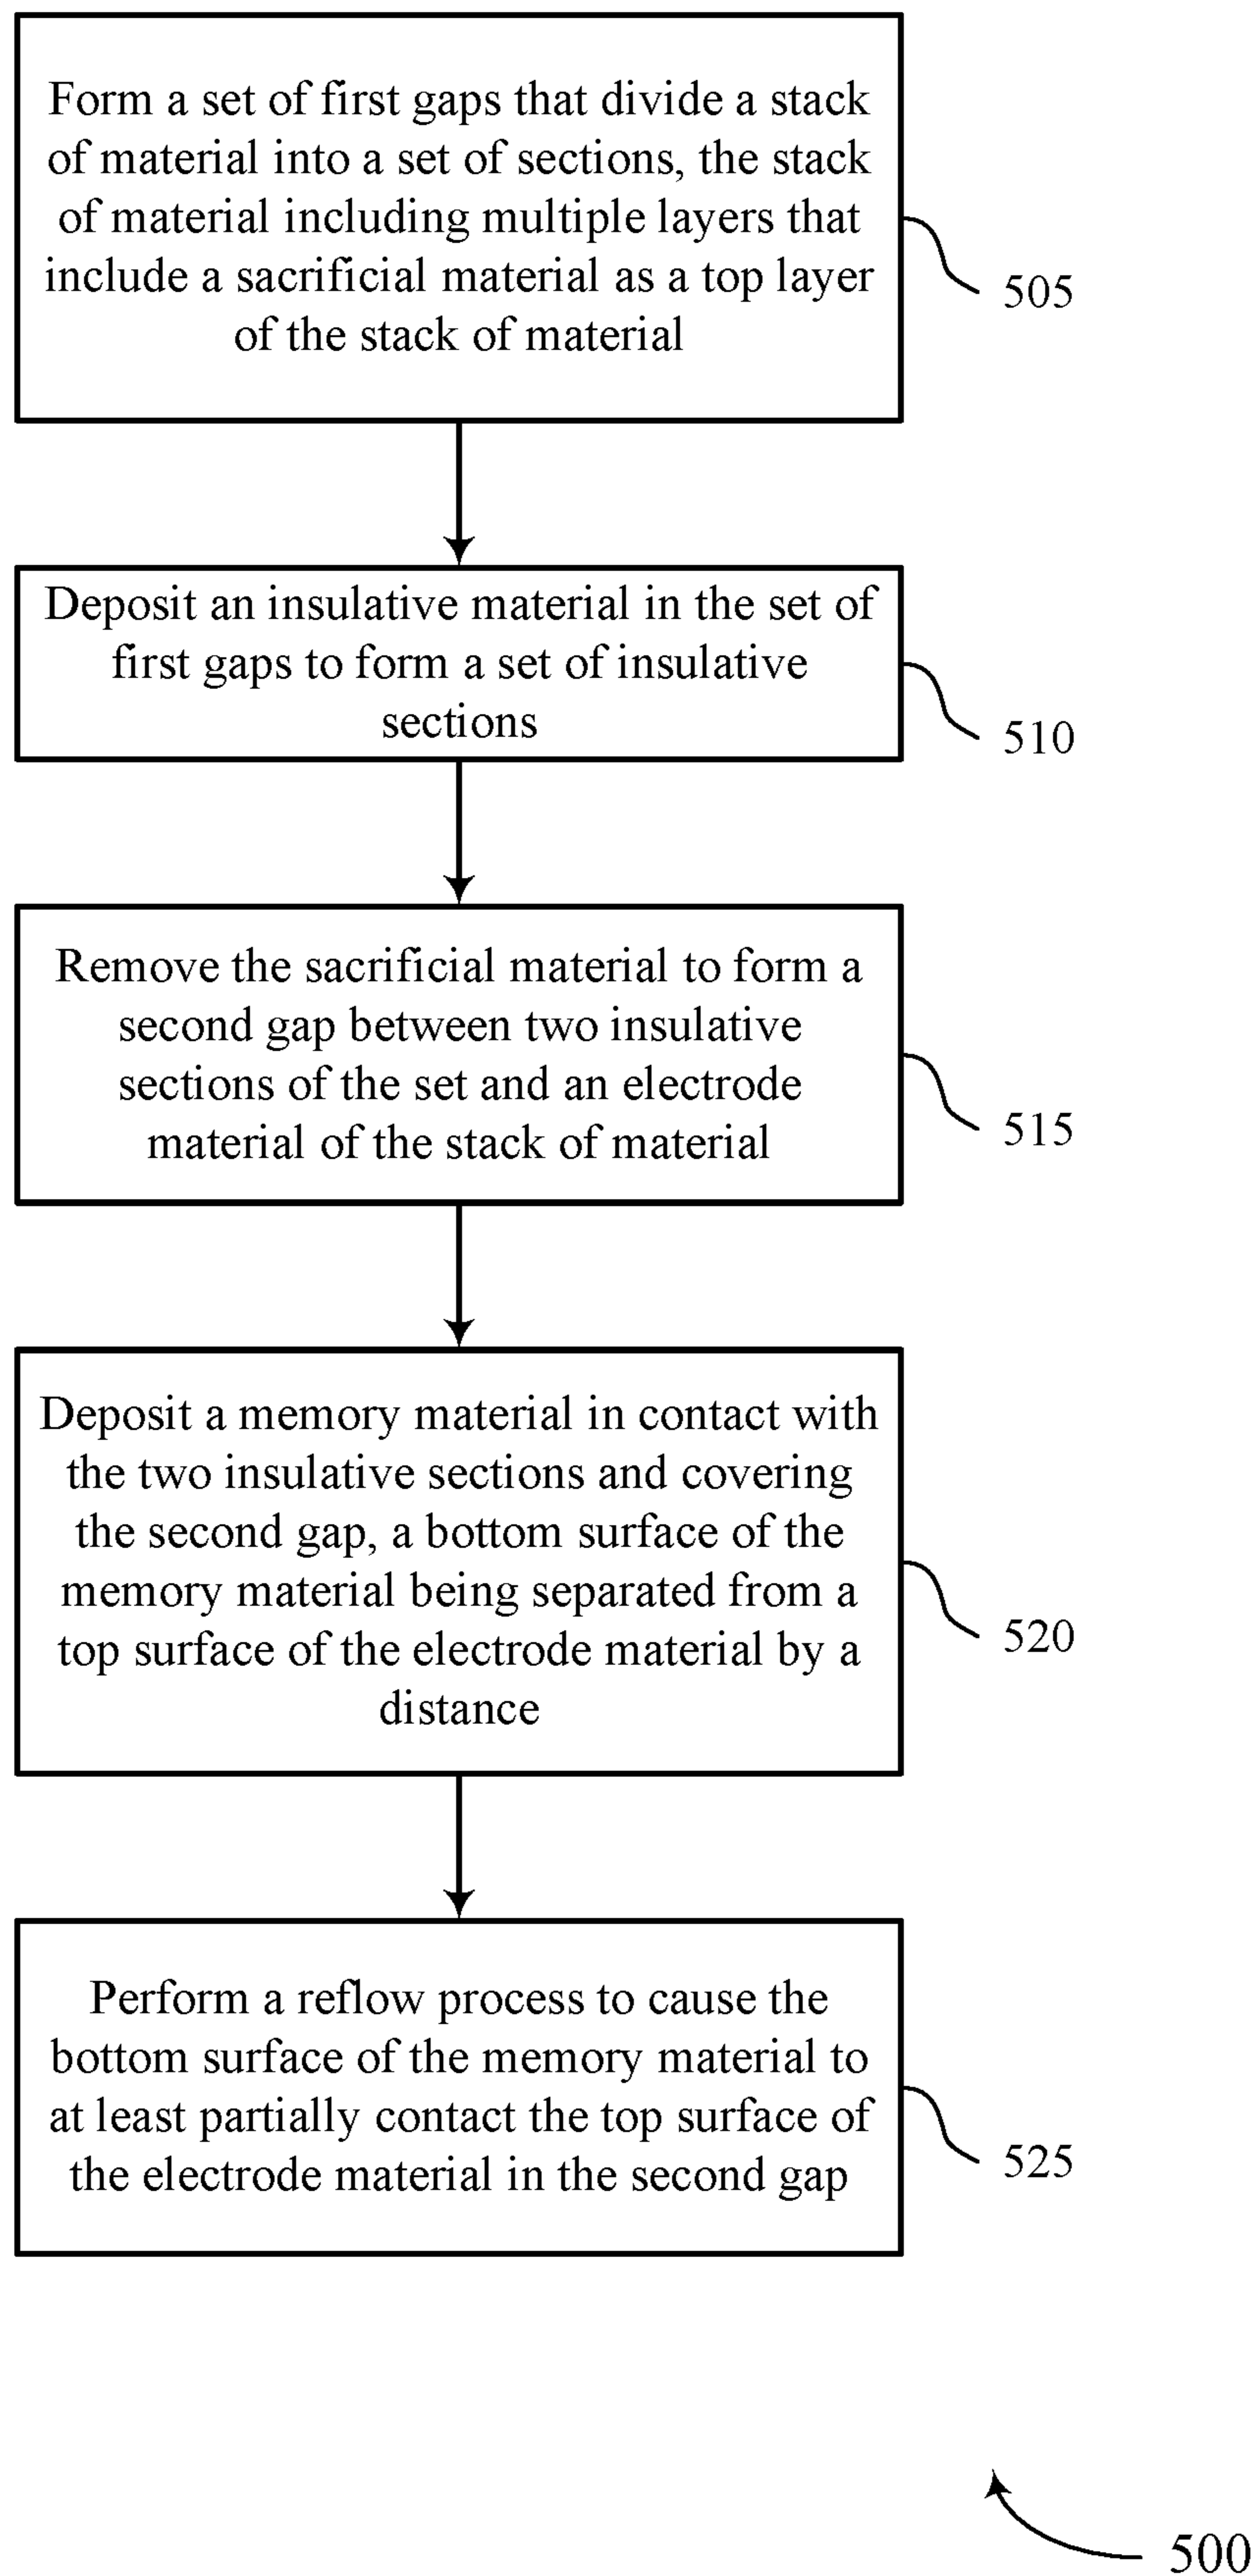 Form a set of first gaps that divide a stack
of material into a set of sections, the stack
of material including multiple layers that
include a sacrificial material as a top layer
of the stack of material
505
Deposit an insulative material in the set of
first gaps to form a set of insulative
sections
510
Remove the sacrificial material to form a
second gap between two insulative
sections of the set and an electrode
material of the stack of material
515
Deposit a memory material in contact with
the two insulative sections and covering
the second gap, a bottom surface of the
memory material being separated from a
top surface of the electrode material by a
distance
520
Perform a reflow process to cause the
bottom surface of the memory material to
at least partially contact the top surface of
the electrode material in the second gap
525
500